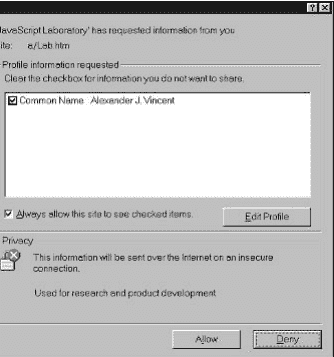 JavaScript Laboratory' has requested information from you
ite: a/Lab.htm
Profile information requested
Clear the checkbox for information you do not want to share.
Common Name Alexander J. Vincent
Always allow this site to see checked items.
Edit Profile
Privacy
This information will be sent over the Internet on an insecure
connection.
Used for research and product development
Allow
Deny